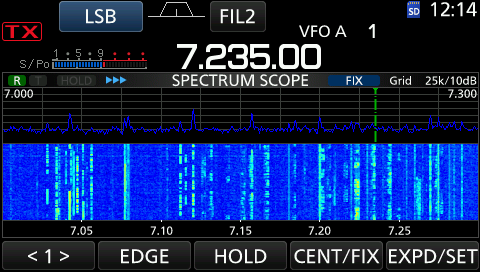 LSB FIL2 SD 12:14
TX VFO A 1
1 · 5 · 9
S/Po 7.235.00
R T HOLD SPECTRUM SCOPE FIX Grid 25k/10dB
7.000 7.300
7.05 7.10 7.15 7.20 7.25
< 1 > EDGE HOLD CENT/FIX EXPD/SET